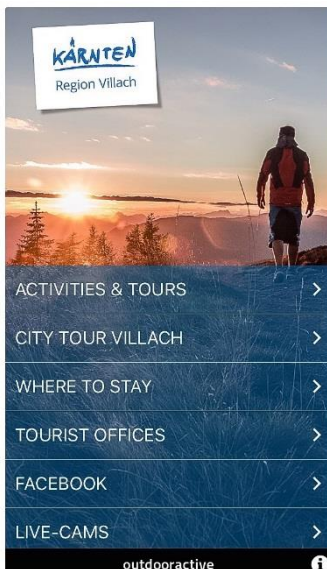 KÄRNTEN
Region Villach
ACTIVITIES & TOURS
CITY TOUR VILLACH
WHERE TO STAY
TOURIST OFFICES
FACEBOOK
LIVE-CAMS
outdooractive